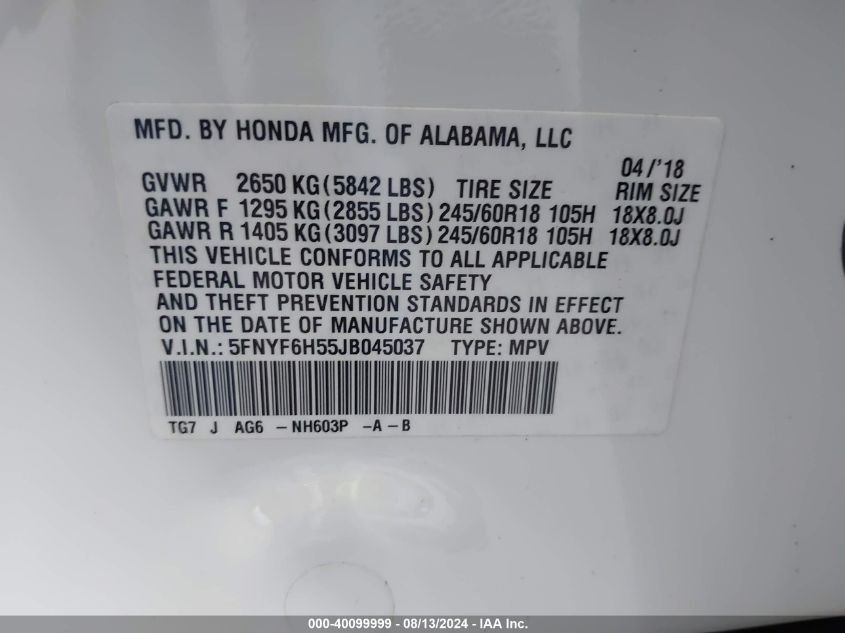 MFD. BY HONDA MFG. OF ALABAMA, LLC
04/'18
GVWR 2650 KG(5842 LBS) TIRE SIZE RIM SIZE
GAWR F 1295 KG(2855 LBS) 245/60R18 105H 18X8.0J
GAWR R 1405 KG(3097 LBS) 245/60R18 105H 18X8.0J
THIS VEHICLE CONFORMS TO ALL APPLICABLE
FEDERAL MOTOR VEHICLE SAFETY
AND THEFT PREVENTION STANDARDS IN EFFECT
ON THE DATE OF MANUFACTURE SHOWN ABOVE.
V.I.N.: 5FNYF6H55JB045037 TYPE: MPV
TG7 J AG6 - NH603P -A - B
000-40099999 - 08/13/2024 - IAA Inc.